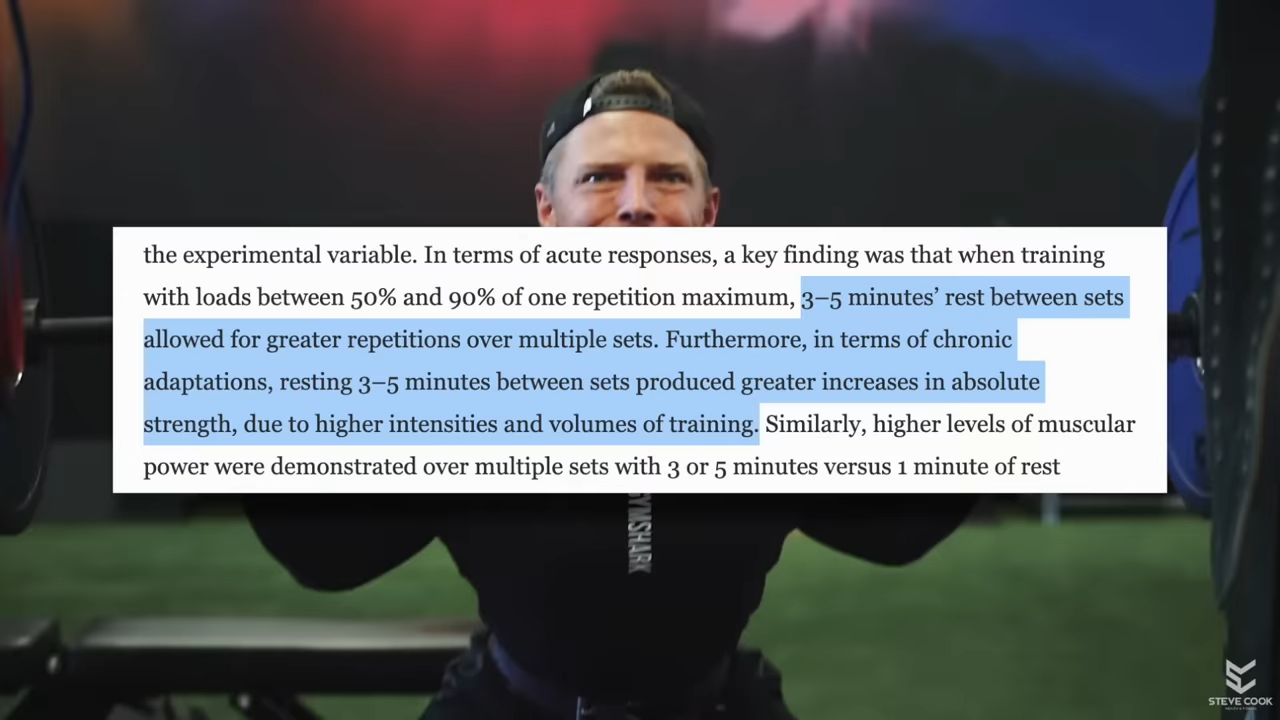 the experimental variable. In terms of acute responses, a key finding was that when training
with loads between 50% and 90% of one repetition maximum, 3–5 minutes’ rest between sets
allowed for greater repetitions over multiple sets. Furthermore, in terms of chronic
adaptations, resting 3–5 minutes between sets produced greater increases in absolute
strength, due to higher intensities and volumes of training. Similarly, higher levels of muscular
power were demonstrated over multiple sets with 3 or 5 minutes versus 1 minute of rest
GYMSHARK
STEVE COOK